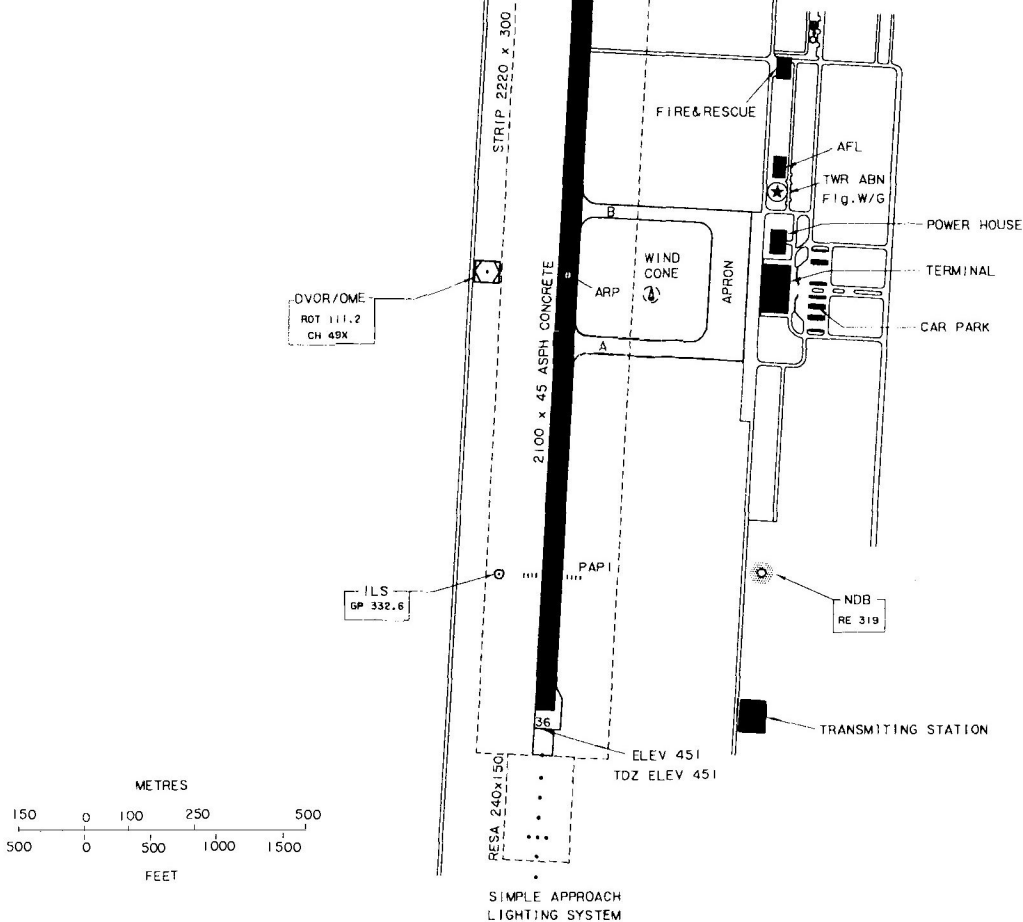 STRIP 2220 x 300
FIRE&RESCUE
AFL
TWR ABN
Flg.W/G
B
POWER HOUSE
WIND
CONE
TERMINAL
DVOR/DME
ROT 111.2
CH 49X
ARP
APRON
CAR PARK
A
2100 x 45 ASPH CONCRETE
PAPI
ILS
GP 332.6
NDB
RE 319
36
TRANSMITING STATION
ELEV 451
TDZ ELEV 451
RESA 240x150
METRES
150 0 100 250 500
500 0 500 1000 1500
FEET
SIMPLE APPROACH
LIGHTING SYSTEM